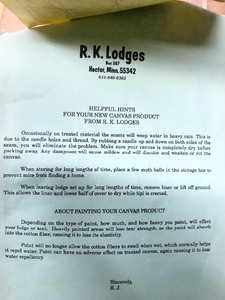 R. K. Lodges
Box 567
Hector, Minn. 55342
612-848-6363
HELPFUL HINTS
FOR YOUR NEW CANVAS PRODUCT
FROM R. K. LODGES
Occasionally on treated material the seams will weep water in heavy rain. This is
due to the needle holes and thread. By rubbing a candle up and down on both sides of the
seam, you will eliminate the problem. Make sure your canvas is completely dry before
packing away. Any dampness will cause mildew and will discolor and weaken or rot the
canvas.
When storing for long lengths of time, place a few moth balls in the storage box to
prevent mice from finding a home.
When leaving lodge set up for long lengths of time, remove liner or lift off ground.
This allows the liner and lower half of cover to dry while tipi is erected.
ABOUT PAINTING YOUR CANVAS PRODUCT
Depending on the type of paint, how much, and how heavy you paint, will effect
your lodge or tent. Heavily painted areas will lose tear strength, as the paint will absorb
into the cotton fiber, causing it to lose its elasticity.
Paint will no longer allow the cotton fibers to swell when wet, which normally helps
it repel water. Paint can have an adverse effect on treated canvas, again causing it to lose
water repellency.
Sincerely,
R. J.